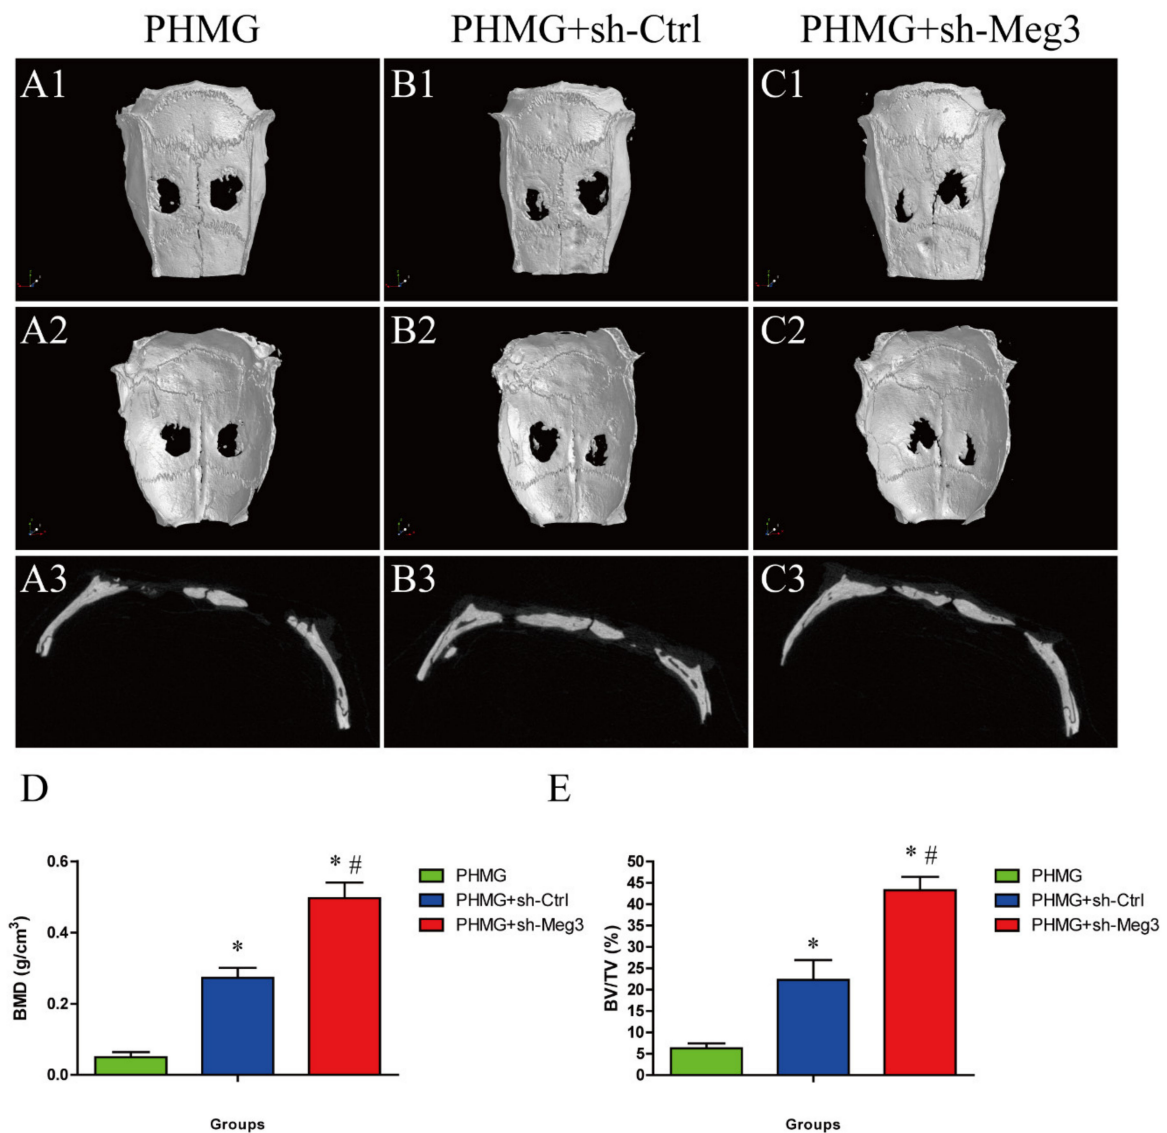 PHMG PHMG+sh-Ctrl PHMG+sh-Meg3
A1 B1 C1
A2 B2 C2
A3 B3 C3
D E
0.6
0.4
0.2
0.0
BMD (g/cm³)
*
* #
Groups
PHMG
PHMG+sh-Ctrl
PHMG+sh-Meg3
50
45
40
35
30
25
20
15
10
5
0
BV/TV (%)
*
* #
Groups
PHMG
PHMG+sh-Ctrl
PHMG+sh-Meg3